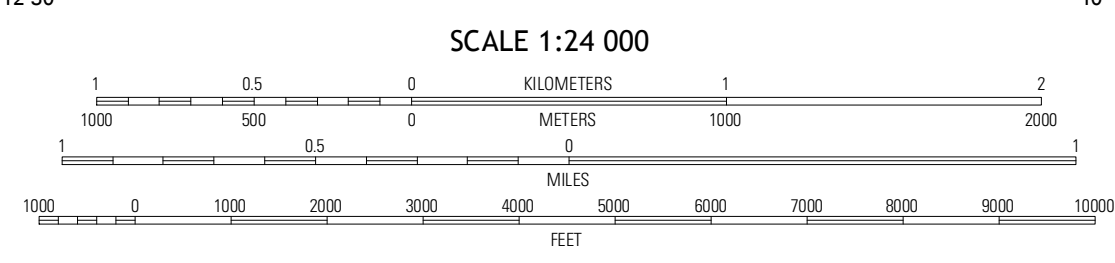 SCALE 1:24 000
1 0.5 0 KILOMETERS 1 2
1000 500 0 METERS 1000 2000
1 0.5 0 1
MILES
1000 0 1000 2000 3000 4000 5000 6000 7000 8000 9000 10000
FEET